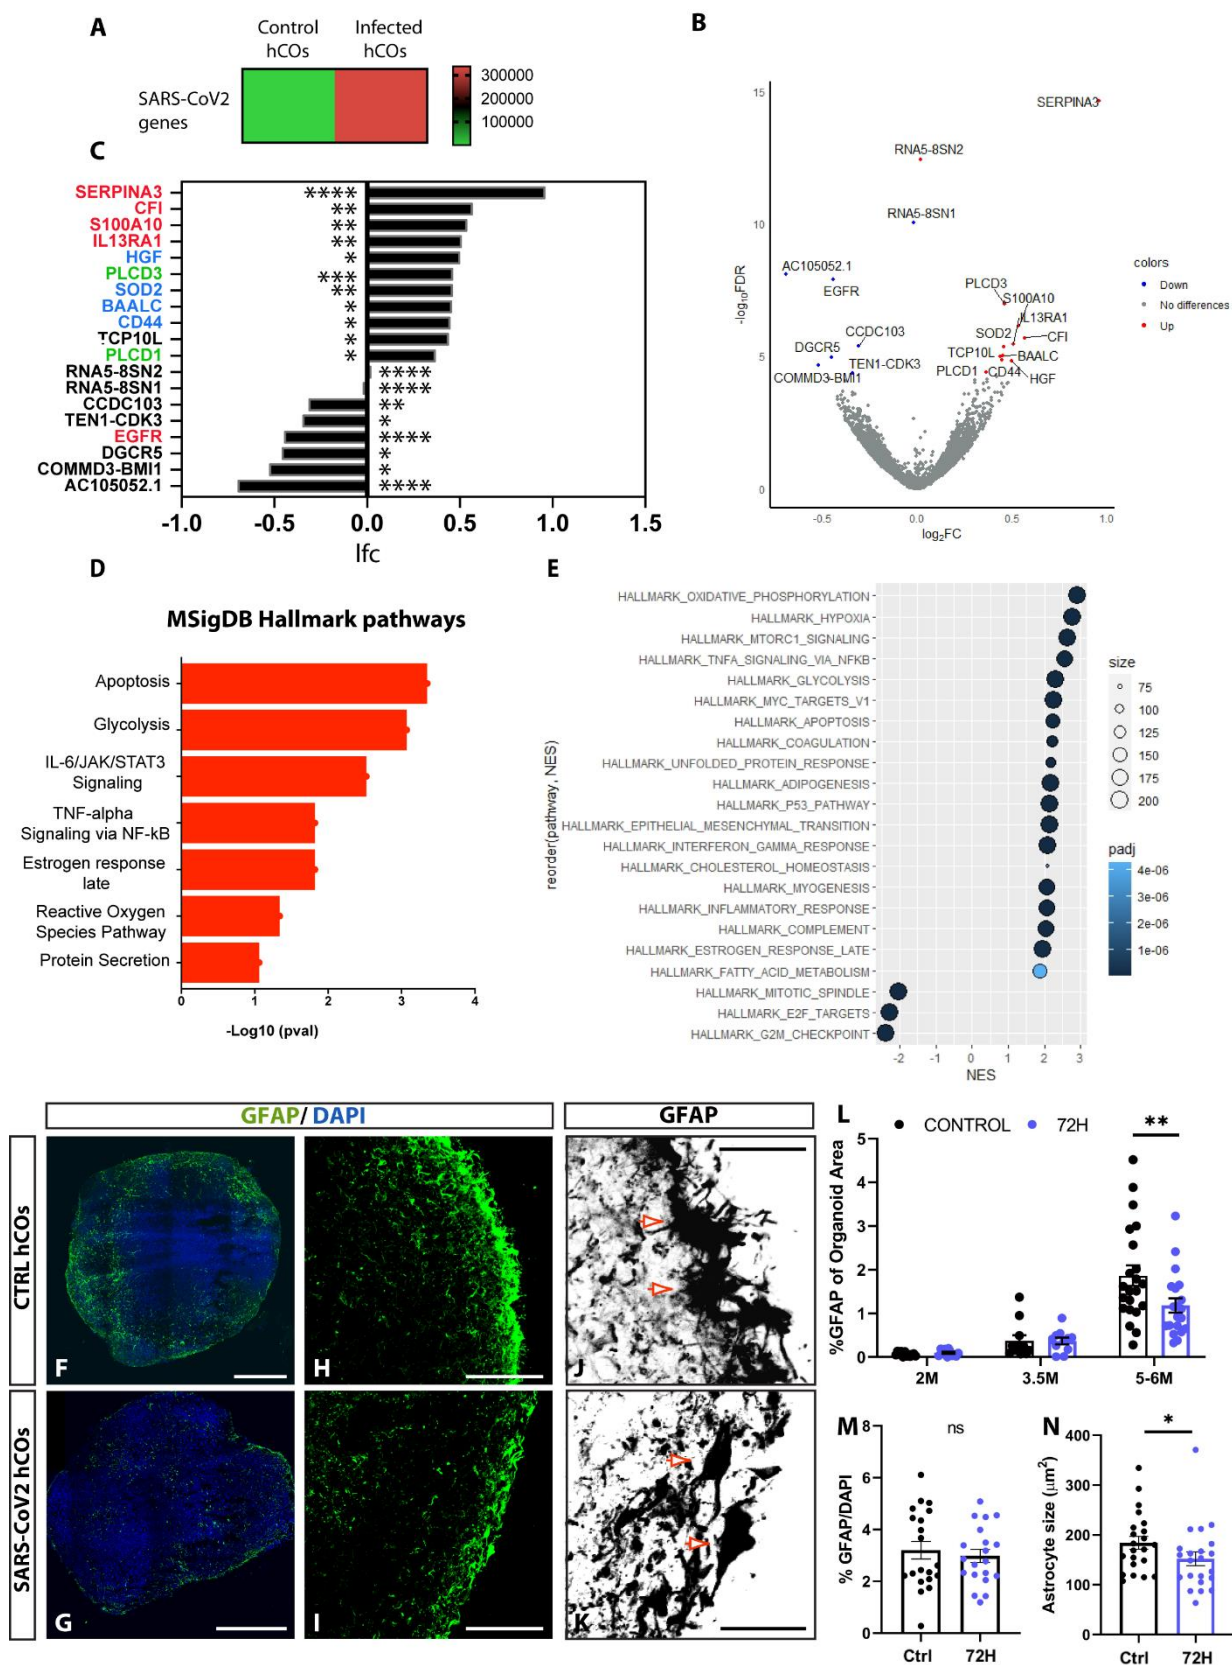 A
Control
hCOs
Infected
hCOs
SARS-CoV2
genes
300000
200000
100000
B
15
10
5
0
-log10FDR
SERPINA3
RNA5-8SN2
RNA5-8SN1
AC105052.1
EGFR
PLCD3
S100A10
IL13RA1
SOD2
CFI
CCDC103
DGCR5
TCP10L
BAALC
TEN1-CDK3
COMMD3-BMI1
PLCD1
CD44
HGF
-0.5
0.0
0.5
1.0
log2FC
colors
Down
No differences
Up
C
SERPINA3 ****
CFI **
S100A10 **
IL13RA1 **
HGF *
PLCD3 ***
SOD2 **
BAALC *
CD44 *
TCP10L *
PLCD1 *
RNA5-8SN2 ****
RNA5-8SN1 ****
CCDC103 **
TEN1-CDK3 *
EGFR ****
DGCR5 *
COMMD3-BMI1 *
AC105052.1 ****
-1.0 -0.5 0.0 0.5 1.0 1.5
lfc
D
MSigDB Hallmark pathways
Apoptosis
Glycolysis
IL-6/JAK/STAT3
Signaling
TNF-alpha
Signaling via NF-kB
Estrogen response
late
Reactive Oxygen
Species Pathway
Protein Secretion
0 1 2 3 4
-Log10 (pval)
E
reorder(pathway, NES)
HALLMARK_OXIDATIVE_PHOSPHORYLATION
HALLMARK_HYPOXIA
HALLMARK_MTORC1_SIGNALING
HALLMARK_TNFA_SIGNALING_VIA_NFKB
HALLMARK_GLYCOLYSIS
HALLMARK_MYC_TARGETS_V1
HALLMARK_APOPTOSIS
HALLMARK_COAGULATION
HALLMARK_UNFOLDED_PROTEIN_RESPONSE
HALLMARK_ADIPOGENESIS
HALLMARK_P53_PATHWAY
HALLMARK_EPITHELIAL_MESENCHYMAL_TRANSITION
HALLMARK_INTERFERON_GAMMA_RESPONSE
HALLMARK_CHOLESTEROL_HOMEOSTASIS
HALLMARK_MYOGENESIS
HALLMARK_INFLAMMATORY_RESPONSE
HALLMARK_COMPLEMENT
HALLMARK_ESTROGEN_RESPONSE_LATE
HALLMARK_FATTY_ACID_METABOLISM
HALLMARK_MITOTIC_SPINDLE
HALLMARK_E2F_TARGETS
HALLMARK_G2M_CHECKPOINT
-2 -1 0 1 2 3
NES
size
75
100
125
150
175
200
padj
4e-06
3e-06
2e-06
1e-06
GFAP/ DAPI
GFAP
CTRL hCOs
SARS-CoV2 hCOs
F
H
J
G
I
K
L
CONTROL
72H
**
%GFAP of Organoid Area
5
4
3
2
1
0
2M
3.5M
5-6M
M
ns
% GFAP/DAPI
8
6
4
2
0
Ctrl
72H
N
*
Astrocyte size (µm2)
400
300
200
100
0
Ctrl
72H